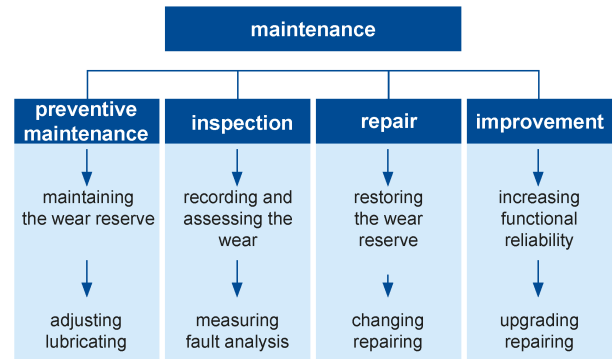 maintenance
preventive
maintenance
inspection
repair
improvement
maintaining
the wear reserve
recording and
assessing the
wear
restoring
the wear
reserve
increasing
functional
reliability
adjusting
lubricating
measuring
fault analysis
changing
repairing
upgrading
repairing